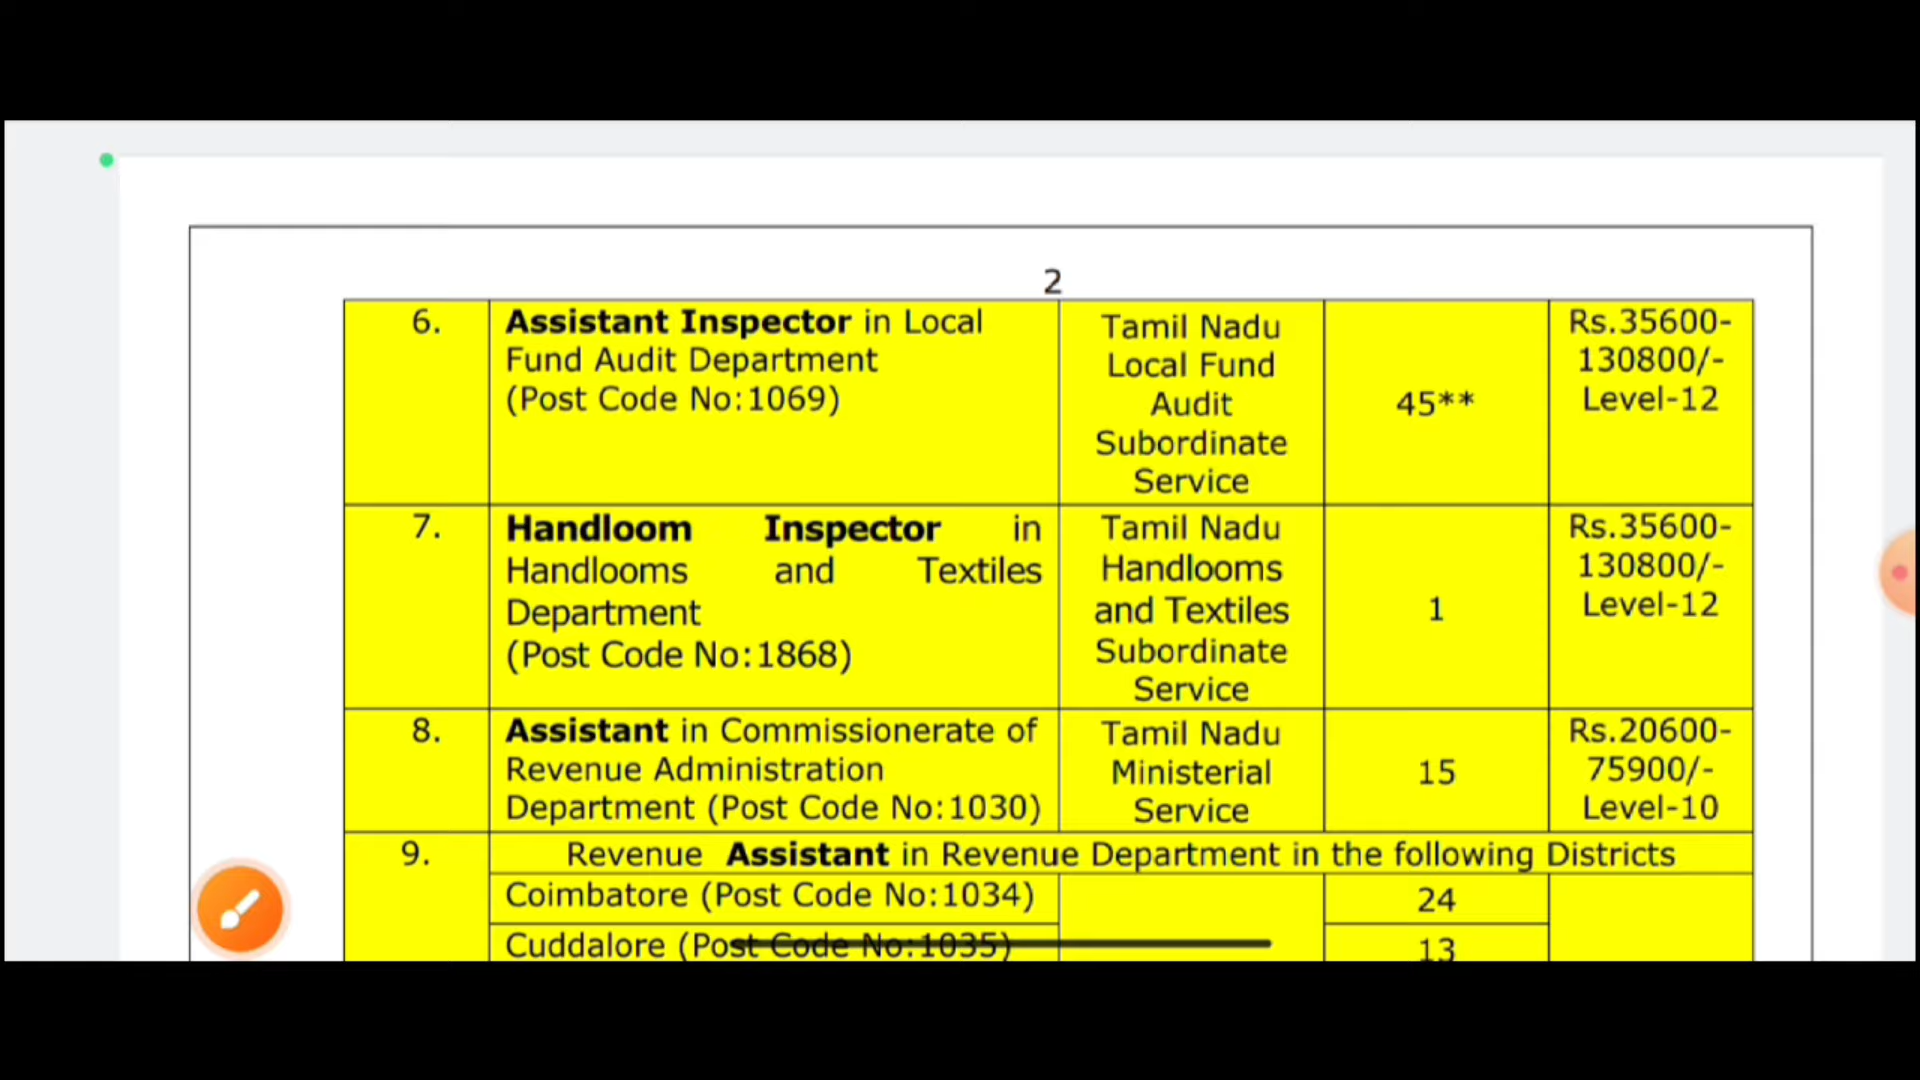 2
6.
Assistant Inspector in Local
Fund Audit Department
(Post Code No:1069)
Tamil Nadu
Local Fund
Audit
Subordinate
Service
45**
Rs.35600-
130800/-
Level-12
7.
Handloom Inspector in
Handlooms and Textiles
Department
(Post Code No:1868)
Tamil Nadu
Handlooms
and Textiles
Subordinate
Service
1
Rs.35600-
130800/-
Level-12
8.
Assistant in Commissionerate of
Revenue Administration
Department (Post Code No:1030)
Tamil Nadu
Ministerial
Service
15
Rs.20600-
75900/-
Level-10
9.
Revenue Assistant in Revenue Department in the following Districts
Coimbatore (Post Code No:1034)
24
Cuddalore (Post Code No:1035)
13